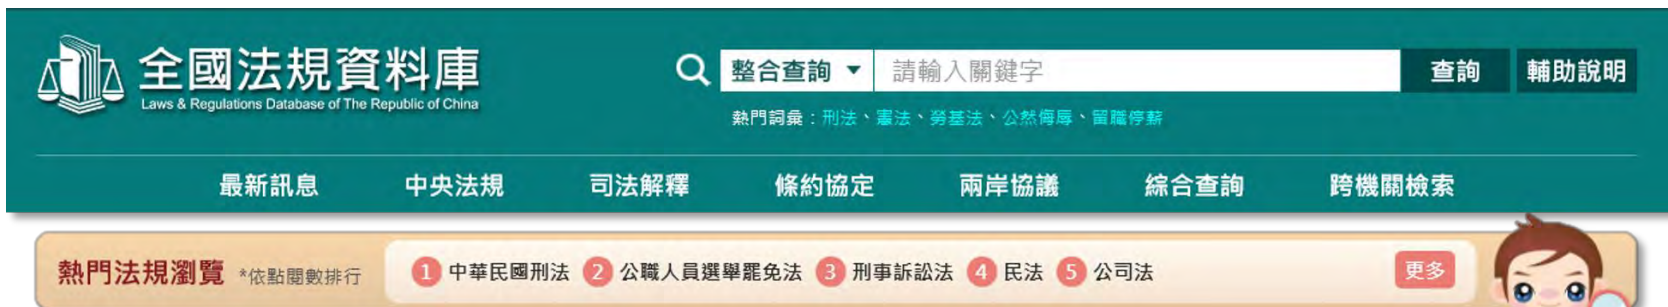 全國法規資料庫
Laws & Regulations Database of The Republic of China
整合查詢 ▼ 請輸入關鍵字 查詢 輔助說明
熱門詞彙：刑法、憲法、勞基法、公然侮辱、留職停薪
最新訊息 中央法規 司法解釋 條約協定 兩岸協議 綜合查詢 跨機關檢索
熱門法規瀏覽 *依點閱數排行 1 中華民國刑法 2 公職人員選舉罷免法 3 刑事訴訟法 4 民法 5 公司法 更多